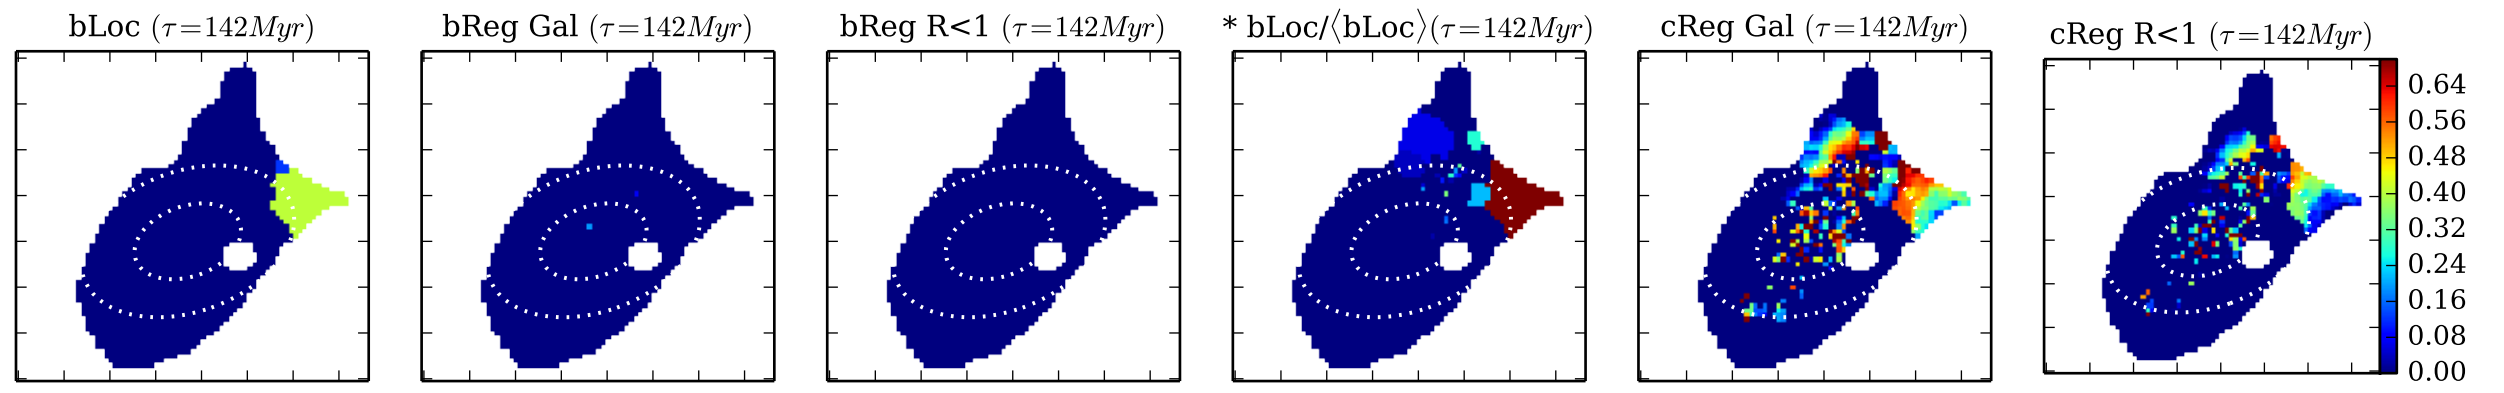 bLoc (τ=142Myr)
bReg Gal (τ=142Myr)
bReg R<1 (τ=142Myr)
* bLoc/⟨bLoc⟩(τ=142Myr)
cReg Gal (τ=142Myr)
cReg R<1 (τ=142Myr)
0.64
0.56
0.48
0.40
0.32
0.24
0.16
0.08
0.00